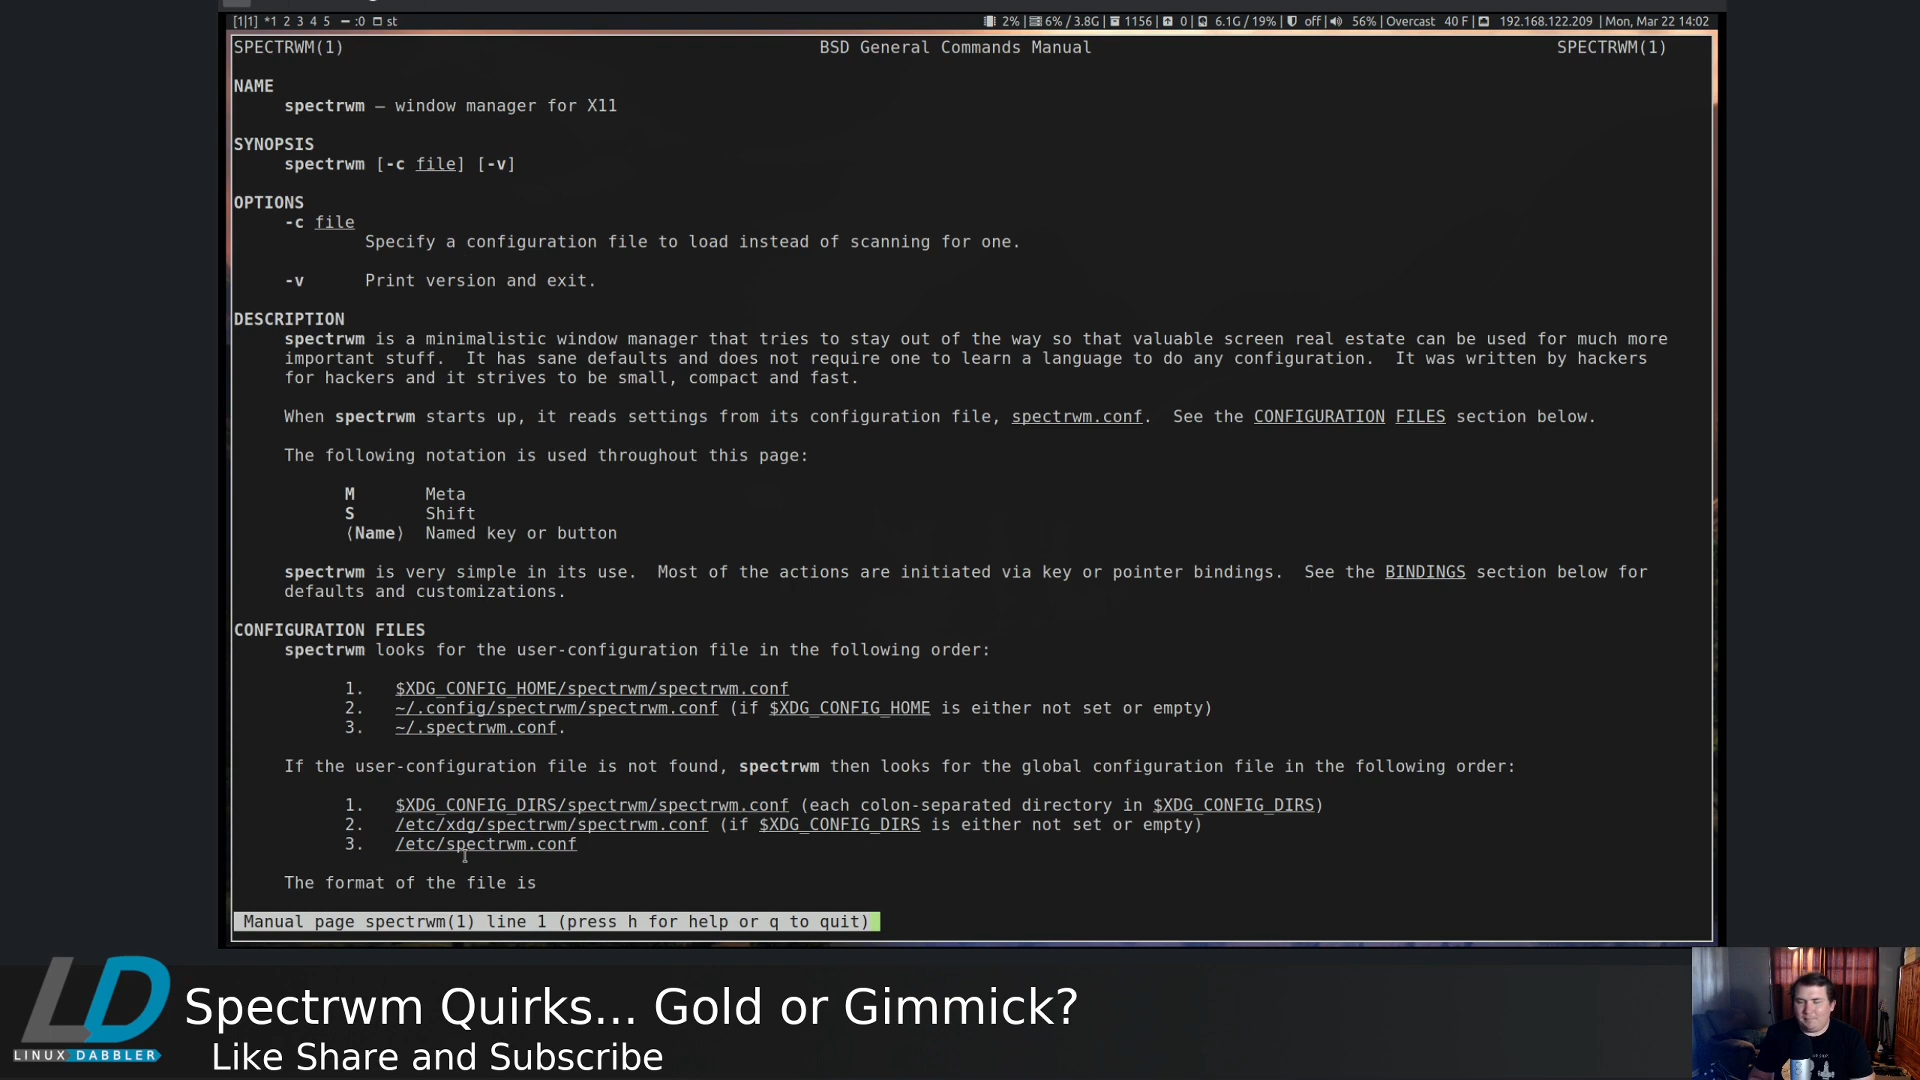 [1|1] *1 2 3 4 5 — :0 st 2% | 6% / 3.8G | 1156 | 0 | 6.1G / 19% | off | 56% | Overcast 40 F | 192.168.122.209 | Mon, Mar 22 14:02
SPECTRWM(1) BSD General Commands Manual SPECTRWM(1)
NAME
spectrwm — window manager for X11
SYNOPSIS
spectrwm [-c file] [-v]
OPTIONS
-c file
Specify a configuration file to load instead of scanning for one.
-v Print version and exit.
DESCRIPTION
spectrwm is a minimalistic window manager that tries to stay out of the way so that valuable screen real estate can be used for much more
important stuff. It has sane defaults and does not require one to learn a language to do any configuration. It was written by hackers
for hackers and it strives to be small, compact and fast.
When spectrwm starts up, it reads settings from its configuration file, spectrwm.conf. See the CONFIGURATION FILES section below.
The following notation is used throughout this page:
M Meta
S Shift
⟨Name⟩ Named key or button
spectrwm is very simple in its use. Most of the actions are initiated via key or pointer bindings. See the BINDINGS section below for
defaults and customizations.
CONFIGURATION FILES
spectrwm looks for the user-configuration file in the following order:
1. $XDG_CONFIG_HOME/spectrwm/spectrwm.conf
2. ~/.config/spectrwm/spectrwm.conf (if $XDG_CONFIG_HOME is either not set or empty)
3. ~/.spectrwm.conf.
If the user-configuration file is not found, spectrwm then looks for the global configuration file in the following order:
1. $XDG_CONFIG_DIRS/spectrwm/spectrwm.conf (each colon-separated directory in $XDG_CONFIG_DIRS)
2. /etc/xdg/spectrwm/spectrwm.conf (if $XDG_CONFIG_DIRS is either not set or empty)
3. /etc/spectrwm.conf
The format of the file is
Manual page spectrwm(1) line 1 (press h for help or q to quit)
LD
LINUX DABBLER
Spectrwm Quirks... Gold or Gimmick?
Like Share and Subscribe